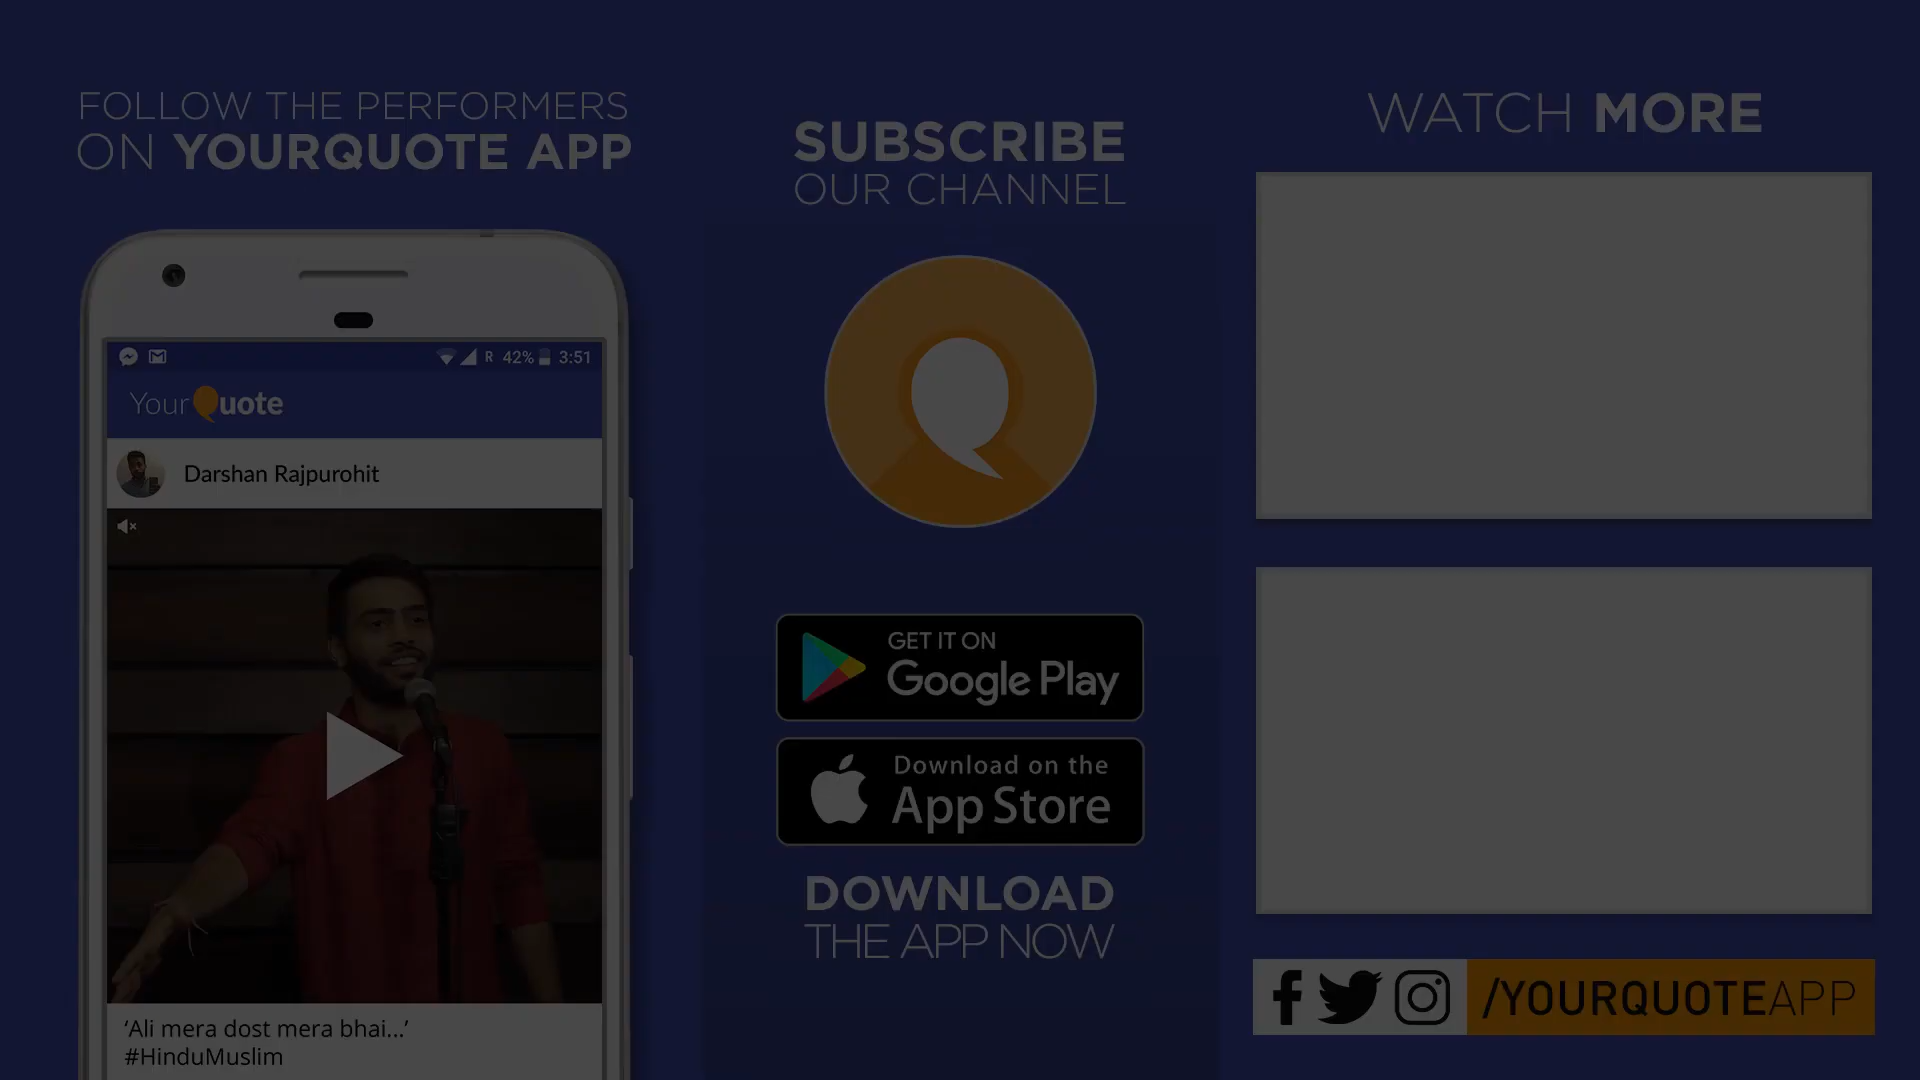 FOLLOW THE PERFORMERS
ON YOURQUOTE APP
R 42% 3:51
YourQuote
Darshan Rajpurohit
‘Ali mera dost mera bhai...’
#HinduMuslim
SUBSCRIBE
OUR CHANNEL
GET IT ON
Google Play
Download on the
App Store
DOWNLOAD
THE APP NOW
WATCH MORE
/YOURQUOTEAPP